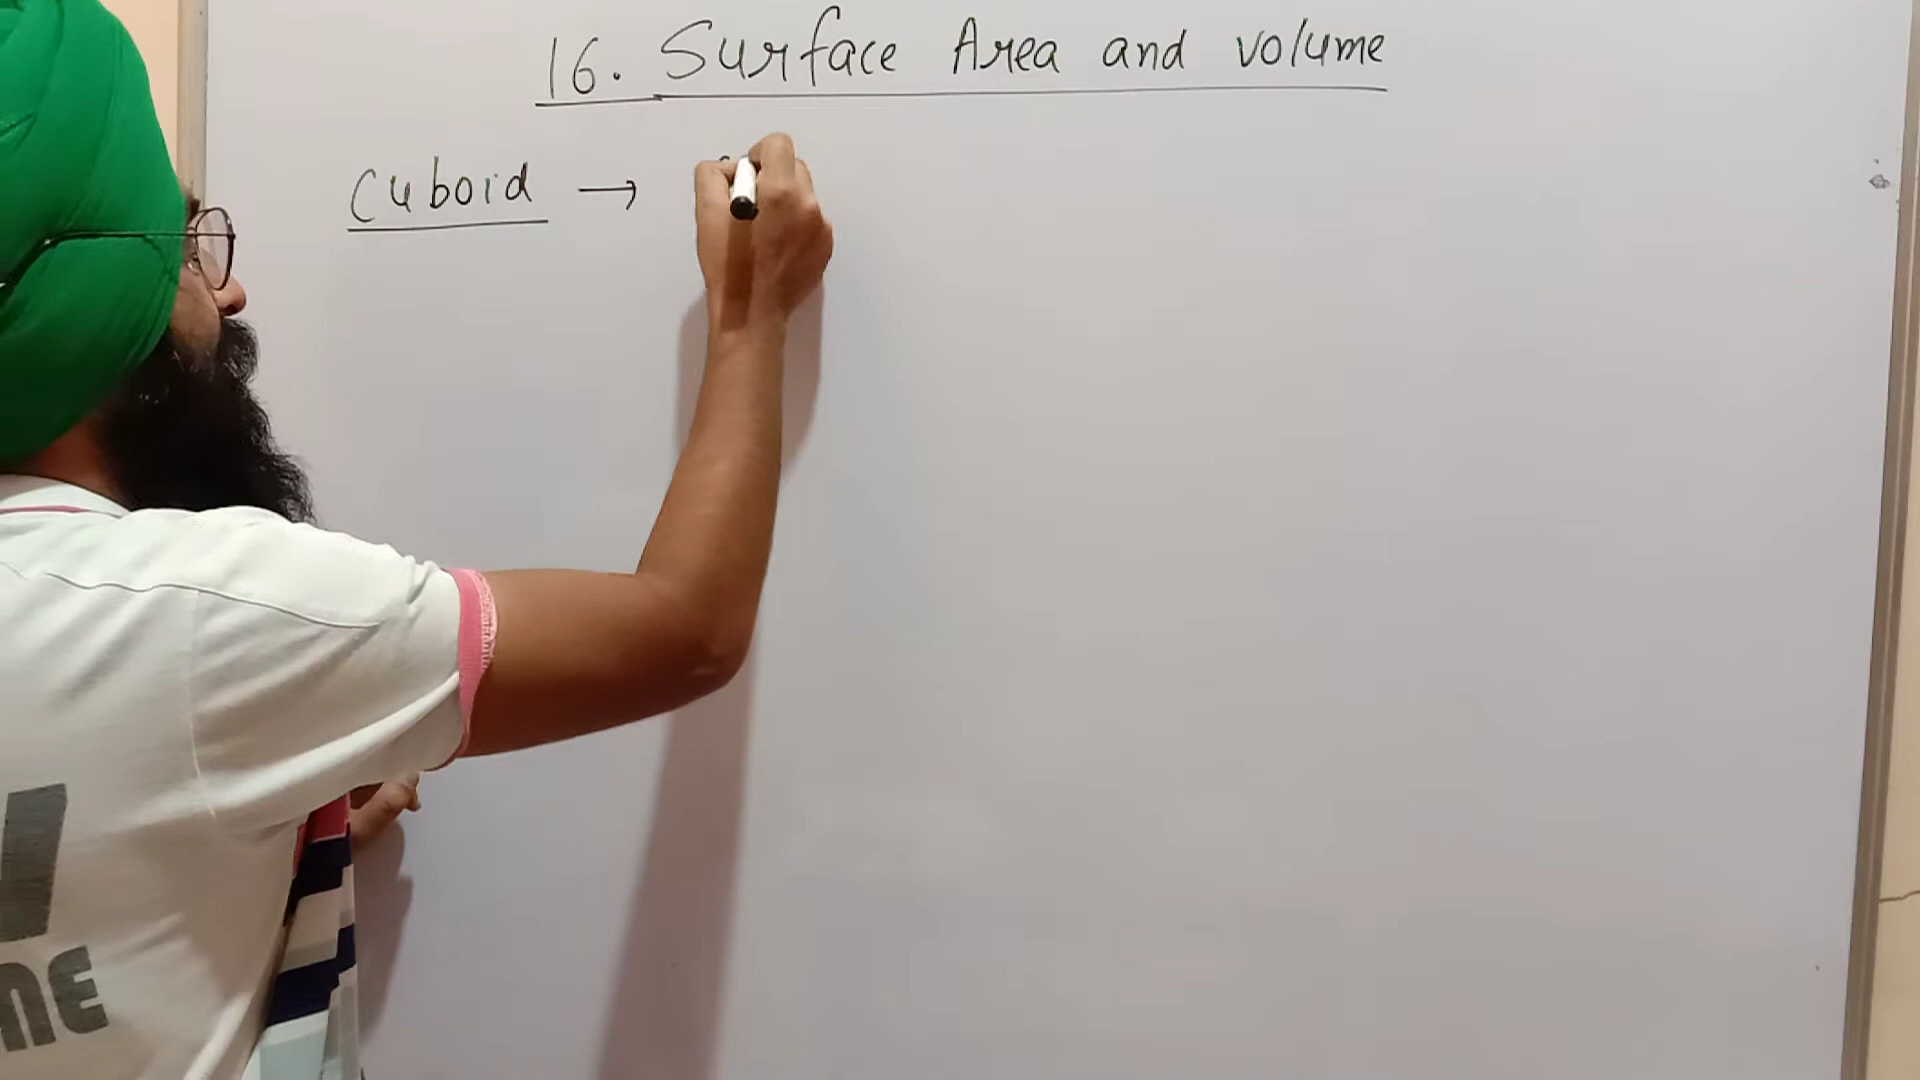 16. Surface Area and volume
Cuboid →